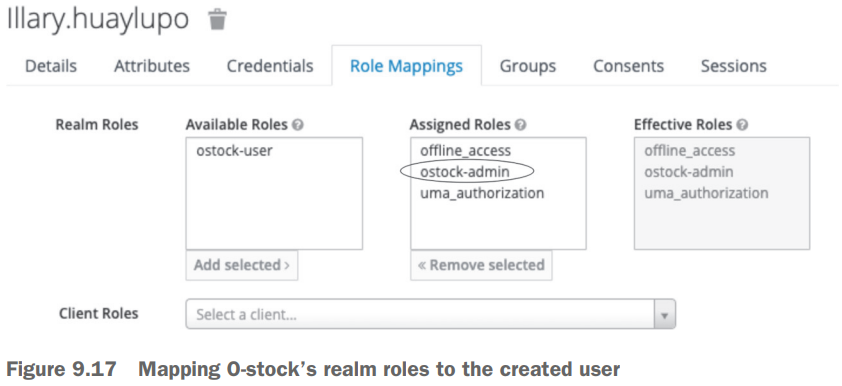 Illary.huaylupo
Details Attributes Credentials Role Mappings Groups Consents Sessions
Realm Roles Available Roles Assigned Roles Effective Roles
ostock-user offline_access offline_access
ostock-admin ostock-admin
uma_authorization uma_authorization
Add selected › « Remove selected
Client Roles Select a client...
Figure 9.17 Mapping O-stock's realm roles to the created user